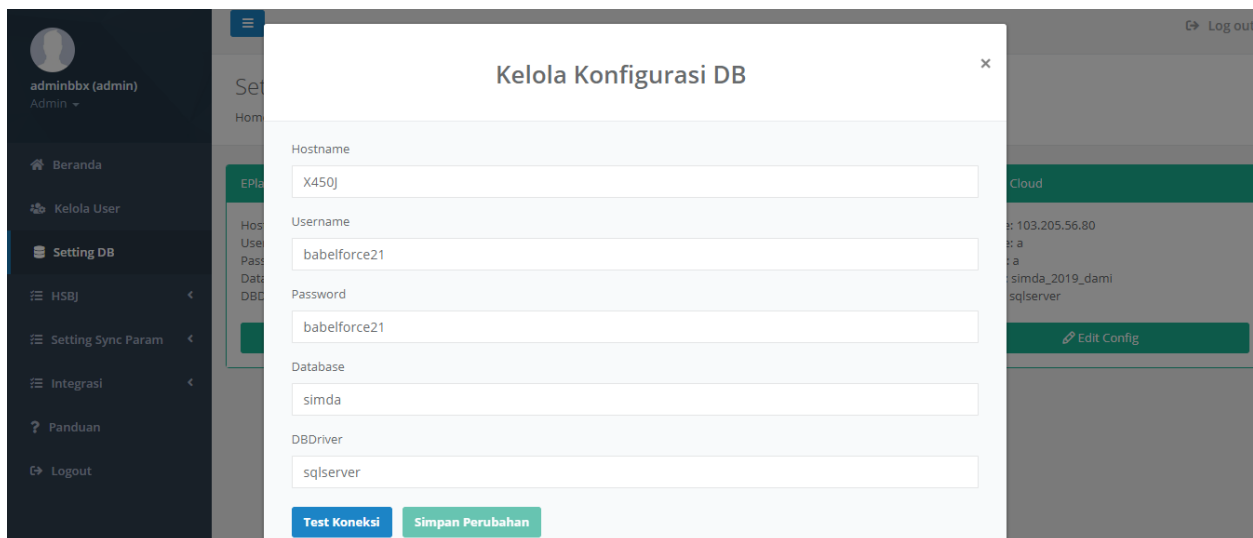 Log out
adminbbx (admin)
Admin
Beranda
Kelola User
Setting DB
HSBJ
Setting Sync Param
Integrasi
Panduan
Logout
Kelola Konfigurasi DB
×
Hostname
X450J
Username
babelforce21
Password
babelforce21
Database
simda
DBDriver
sqlserver
Test Koneksi
Simpan Perubahan
Cloud
: 103.205.56.80
: a
: a
: simda_2019_dami
sqlserver
Edit Config